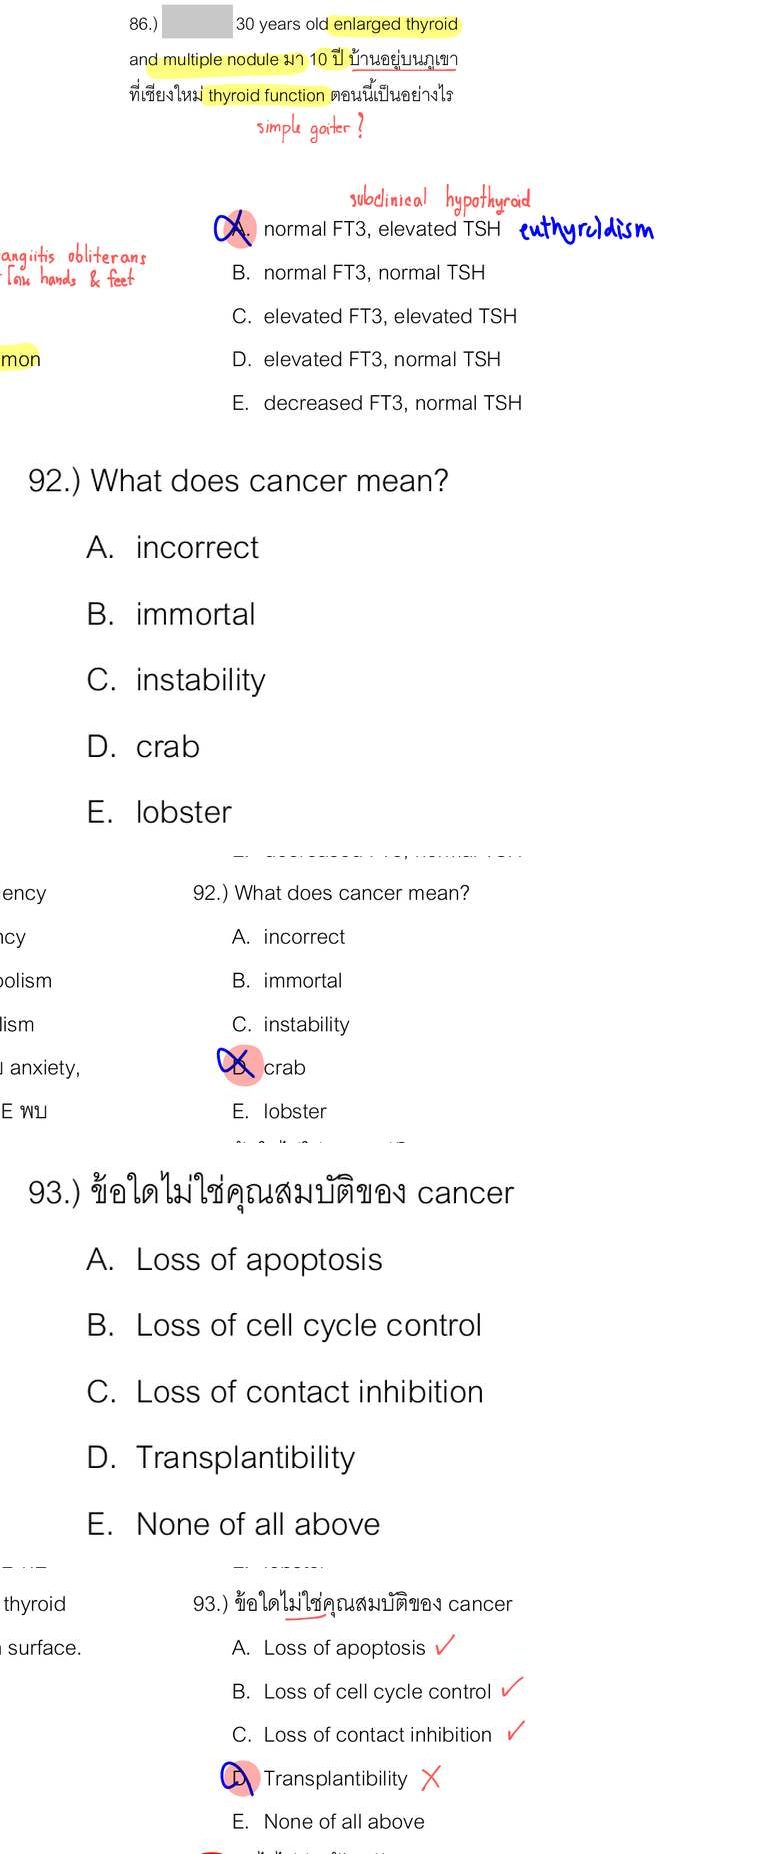 86.) 30 years old enlarged thyroid
and multiple nodule มา 10 ปี บ้านอยู่บนภูเขา
ที่เชียงใหม่ thyroid function ตอนนี้เป็นอย่างไร
simple goiter ?
subclinical hypothyroid
A. normal FT3, elevated TSH euthyroidism
angiitis obliterans
hands & feet
B. normal FT3, normal TSH
C. elevated FT3, elevated TSH
mon
D. elevated FT3, normal TSH
E. decreased FT3, normal TSH
92.) What does cancer mean?
A. incorrect
B. immortal
C. instability
D. crab
E. lobster
ency
92.) What does cancer mean?
ncy
A. incorrect
olism
B. immortal
lism
C. instability
anxiety,
D. crab
E พบ
E. lobster
93.) ข้อใดไม่ใช่คุณสมบัติของ cancer
A. Loss of apoptosis
B. Loss of cell cycle control
C. Loss of contact inhibition
D. Transplantibility
E. None of all above
thyroid
93.) ข้อใดไม่ใช่คุณสมบัติของ cancer
surface.
A. Loss of apoptosis ✓
B. Loss of cell cycle control ✓
C. Loss of contact inhibition ✓
D. Transplantibility X
E. None of all above